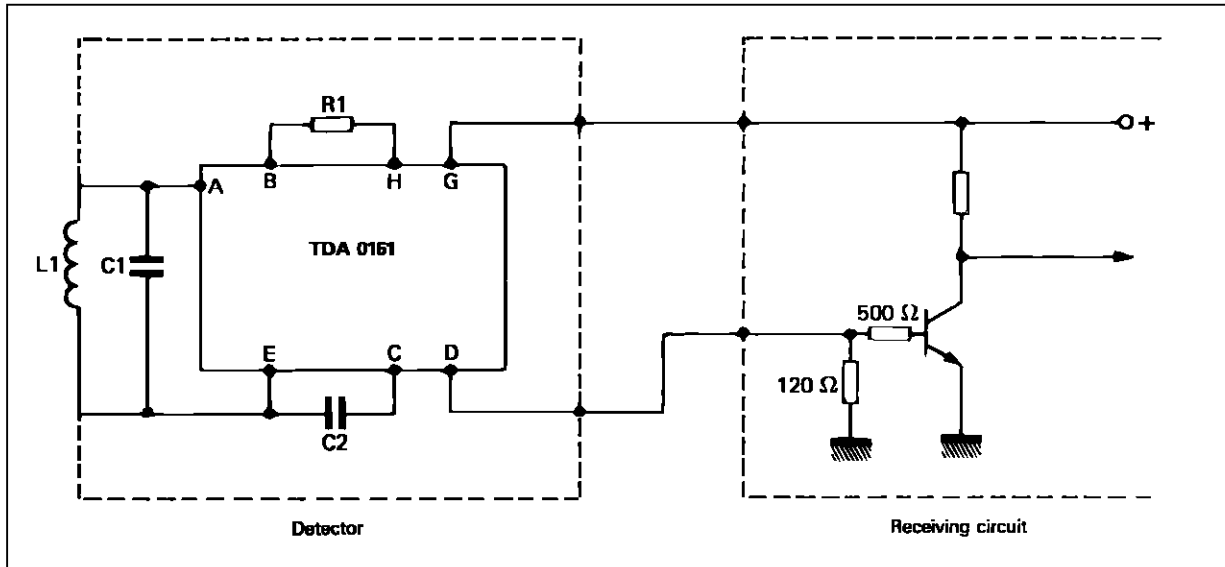 R1
B
H
G
A
TDA 0161
L1
C1
E
C
D
C2
Detector
+
500 Ω
120 Ω
Receiving circuit